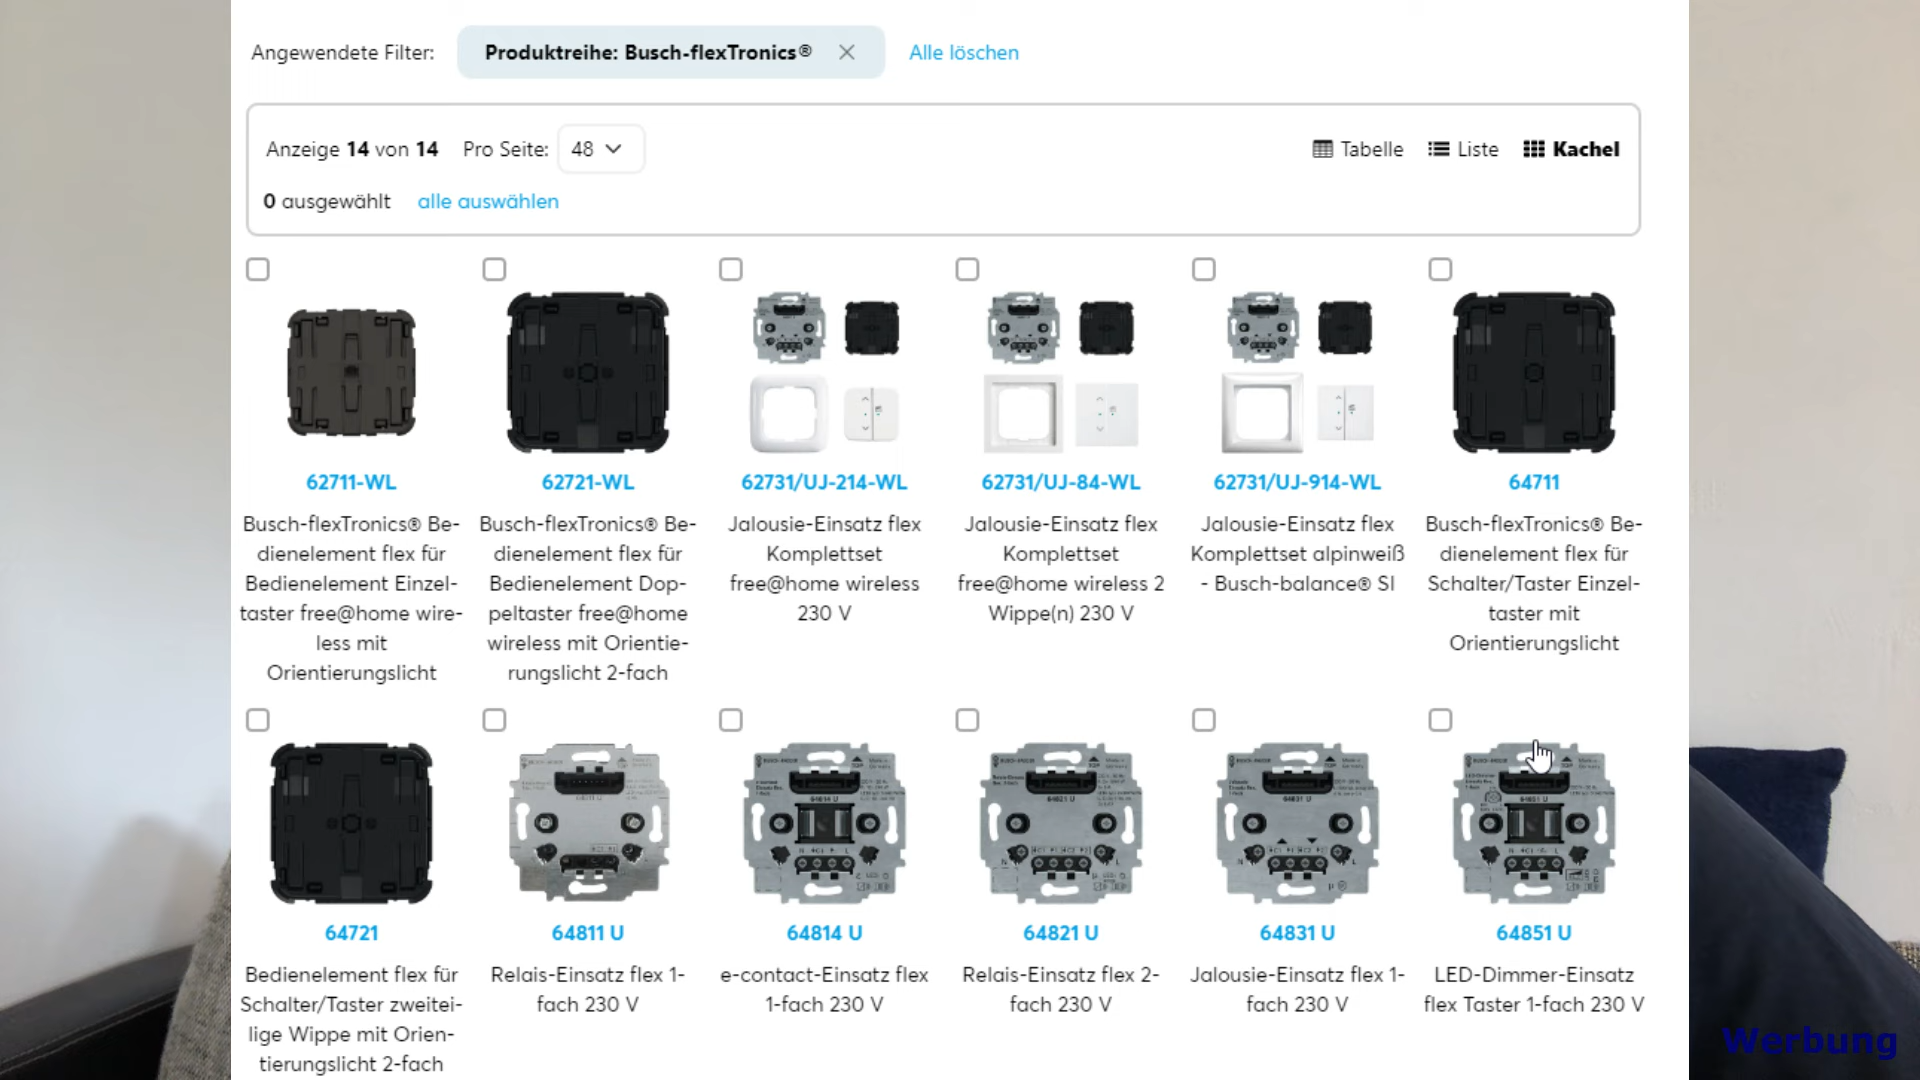 Angewendete Filter: Produktreihe: Busch-flexTronics® Alle löschen
Anzeige 14 von 14 Pro Seite: 48 Tabelle Liste Kachel
0 ausgewählt alle auswählen
62711-WL
Busch-flexTronics® Be-
dienelement flex für
Bedienelement Einzel-
taster free@home wire-
less mit
Orientierungslicht
62721-WL
Busch-flexTronics® Be-
dienelement flex für
Bedienelement Dop-
peltaster free@home
wireless mit Orientie-
rungslicht 2-fach
62731/UJ-214-WL
Jalousie-Einsatz flex
Komplettset
free@home wireless
230 V
62731/UJ-84-WL
Jalousie-Einsatz flex
Komplettset
free@home wireless 2
Wippe(n) 230 V
62731/UJ-914-WL
Jalousie-Einsatz flex
Komplettset alpinweiß
- Busch-balance® SI
64711
Busch-flexTronics® Be-
dienelement flex für
Schalter/Taster Einzel-
taster mit
Orientierungslicht
64721
Bedienelement flex für
Schalter/Taster zweitei-
lige Wippe mit Orien-
tierungslicht 2-fach
64811 U
Relais-Einsatz flex 1-
fach 230 V
64814 U
e-contact-Einsatz flex
1-fach 230 V
64821 U
Relais-Einsatz flex 2-
fach 230 V
64831 U
Jalousie-Einsatz flex 1-
fach 230 V
64851 U
LED-Dimmer-Einsatz
flex Taster 1-fach 230 V
Werbung